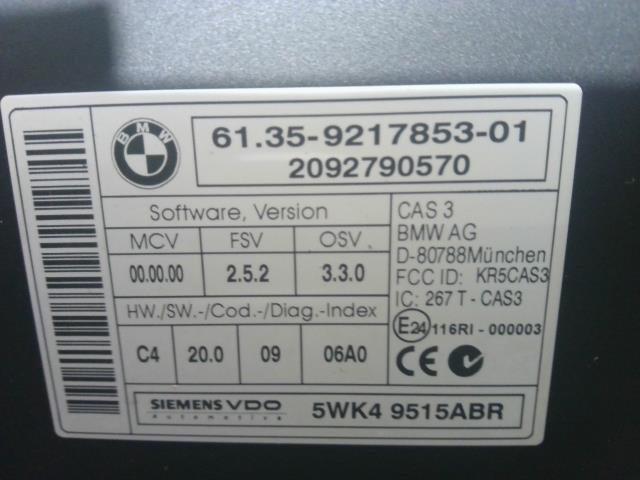 BMW
61.35-9217853-01
2092790570
Software, Version
MCV FSV OSV
00.00.00 2.5.2 3.3.0
HW./SW.-/Cod.-/Diag.-Index
C4 20.0 09 06A0
CAS 3
BMW AG
D-80788München
FCC ID: KR5CAS3
IC: 267 T - CAS3
E24 116RI - 000003
CE
SIEMENS VDO
Automotive
5WK4 9515ABR